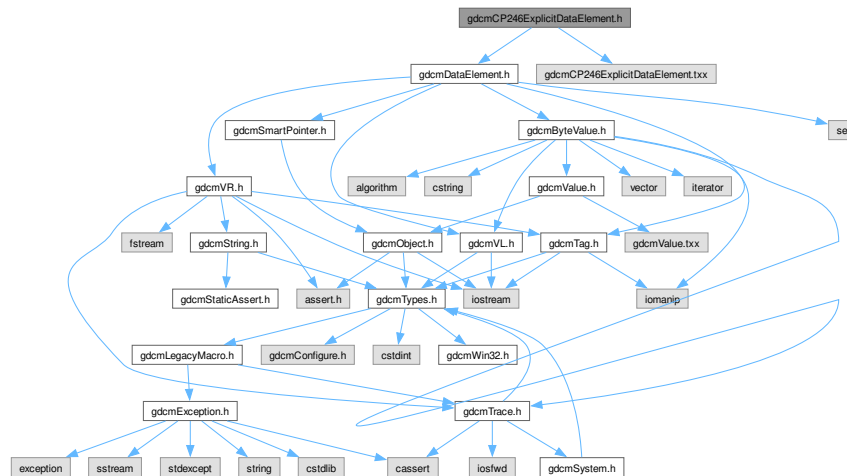 gdcmCP246ExplicitDataElement.h
gdcmDataElement.h
gdcmCP246ExplicitDataElement.txx
gdcmSmartPointer.h
gdcmByteValue.h
se
gdcmVR.h
algorithm
cstring
gdcmValue.h
vector
iterator
fstream
gdcmString.h
gdcmObject.h
gdcmVL.h
gdcmTag.h
gdcmValue.txx
gdcmStaticAssert.h
assert.h
gdcmTypes.h
iostream
iomanip
gdcmLegacyMacro.h
gdcmConfigure.h
cstdint
gdcmWin32.h
gdcmException.h
gdcmTrace.h
exception
sstream
stdexcept
string
cstdlib
cassert
iosfwd
gdcmSystem.h